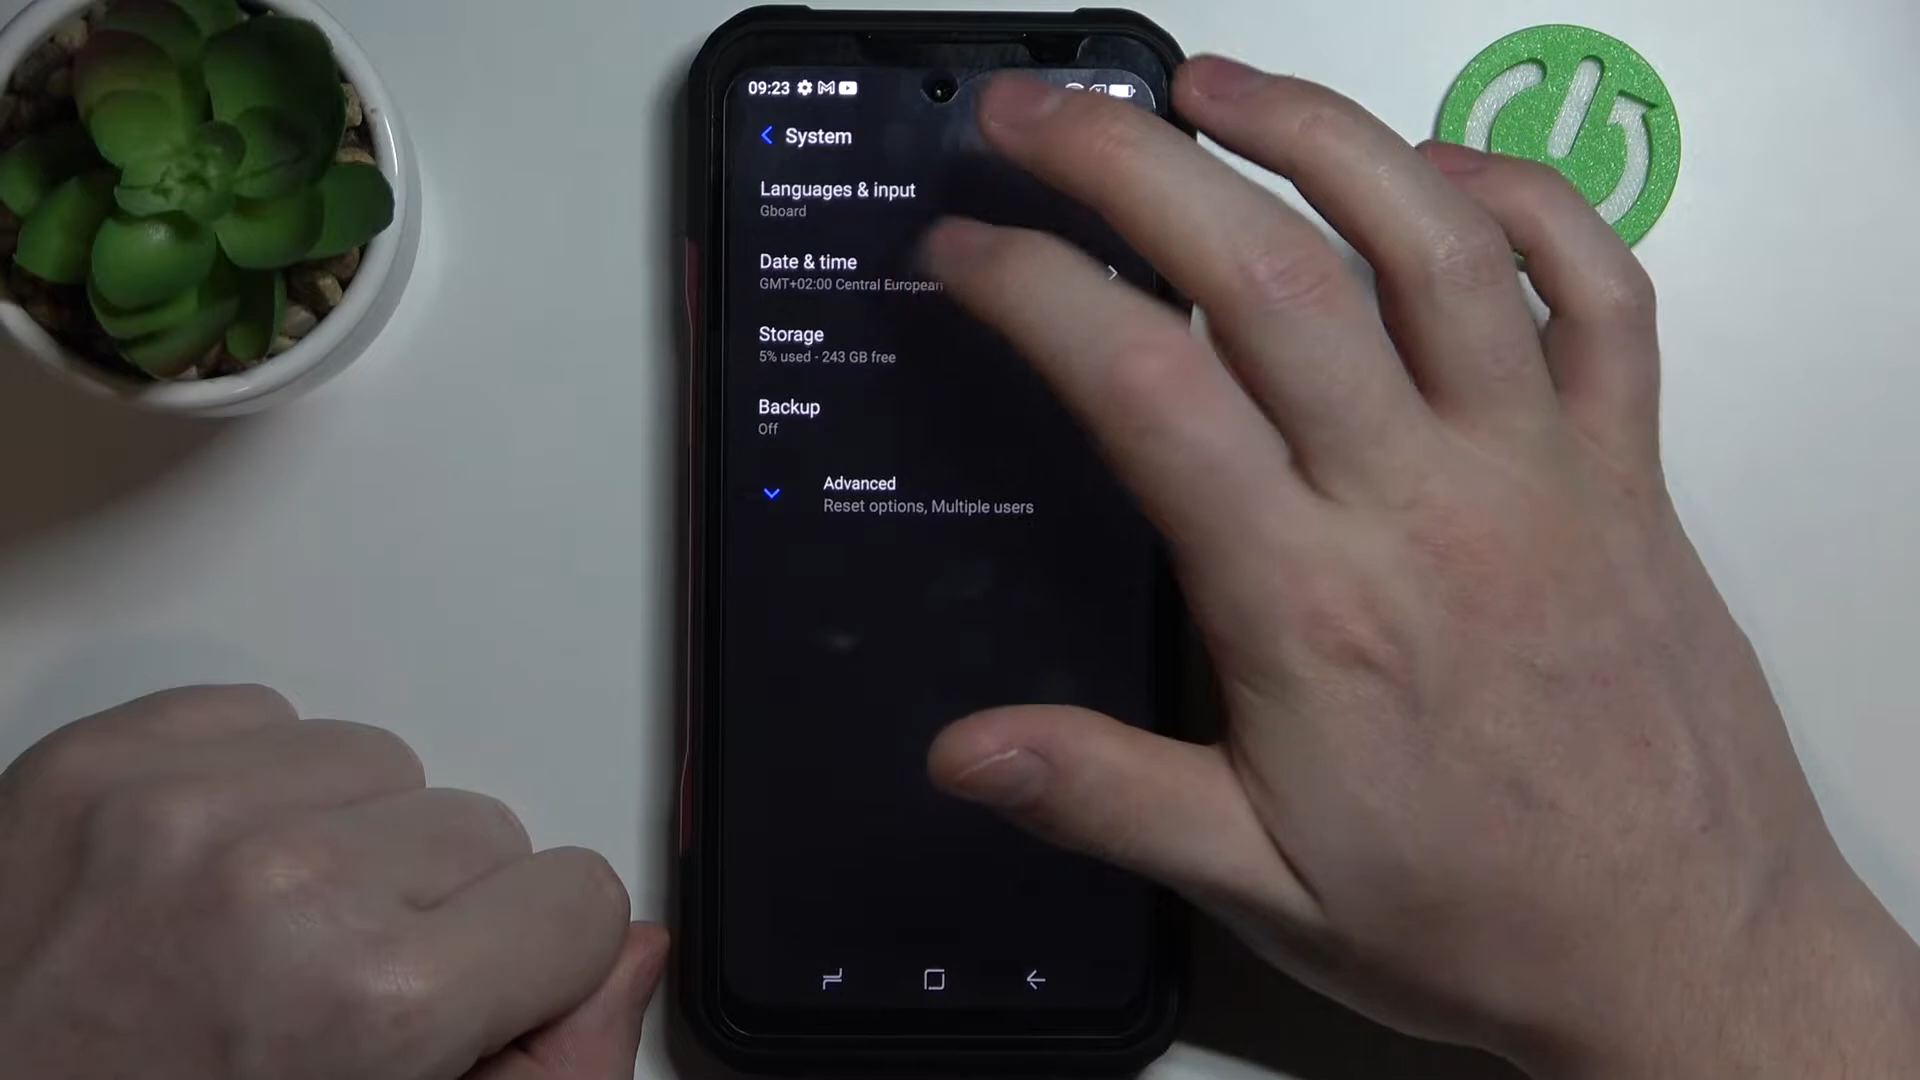 09:23
System
Languages & input
Gboard
Date & time
GMT+02:00 Central European
Storage
5% used - 243 GB free
Backup
Off
Advanced
Reset options, Multiple users